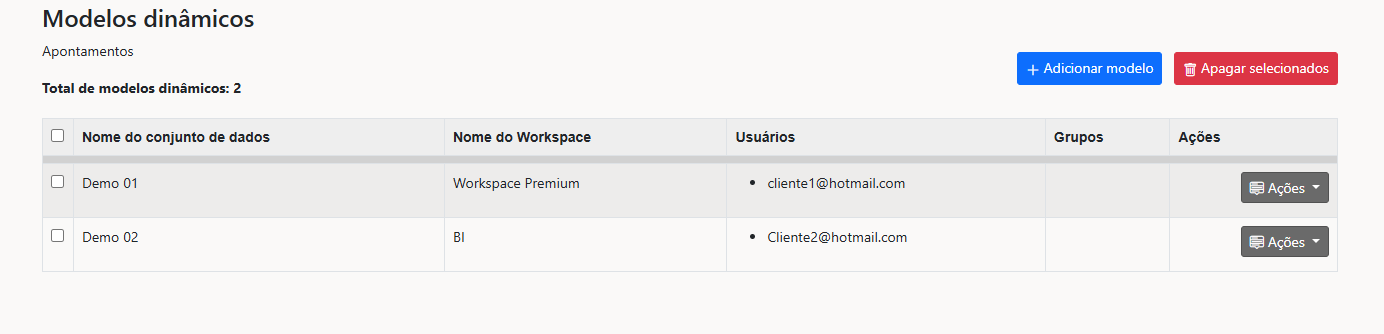 Modelos dinâmicos
Apontamentos
Adicionar modelo Apagar selecionados
Total de modelos dinâmicos: 2
Nome do conjunto de dados Nome do Workspace Usuários Grupos Ações
Demo 01 Workspace Premium cliente1@hotmail.com Ações
Demo 02 BI Cliente2@hotmail.com Ações